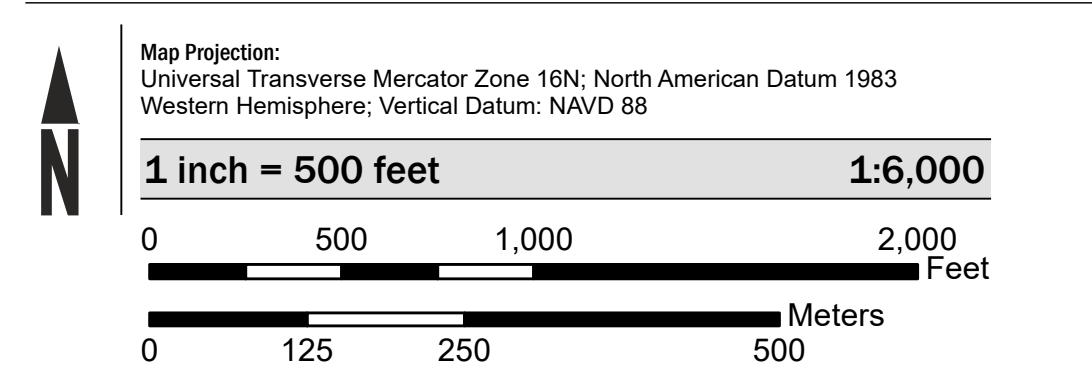 N
Map Projection:
Universal Transverse Mercator Zone 16N; North American Datum 1983
Western Hemisphere; Vertical Datum: NAVD 88
1 inch = 500 feet 1:6,000
0 500 1,000 2,000
Feet
Meters
0 125 250 500